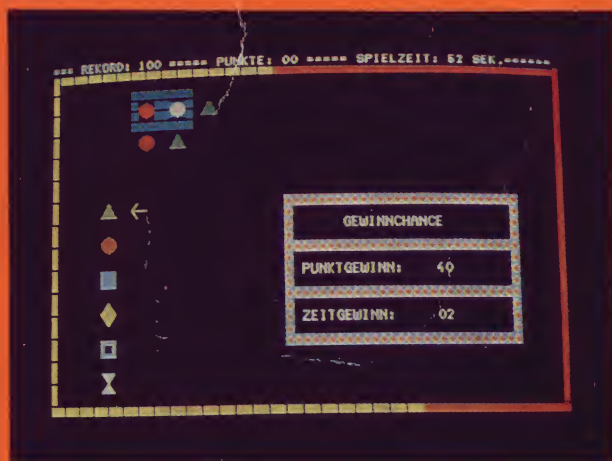 === REKORD: 100 ===== PUNKTE: 00 ===== SPIELZEIT: 52 SEK.======
GEWINNCHANCE
PUNKTGEWINN: 40
ZEITGEWINN: 02